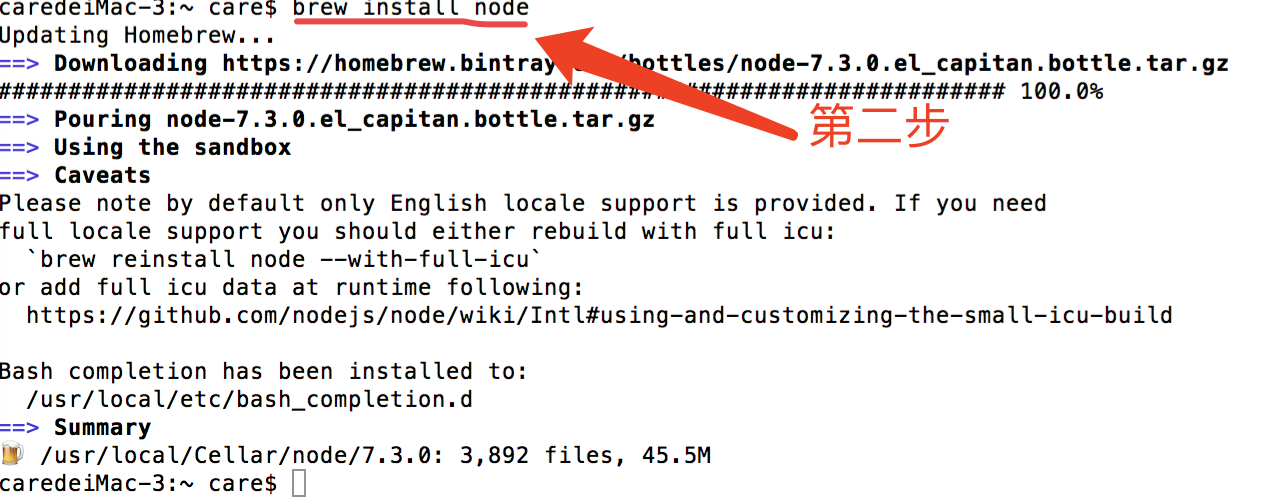 caredeiMac-3:~ care$ brew install node
Updating Homebrew...
==> Downloading https://homebrew.bintray /bottles/node-7.3.0.el_capitan.bottle.tar.gz
######################################################################## 100.0%
==> Pouring node-7.3.0.el_capitan.bottle.tar.gz
第二步
==> Using the sandbox
==> Caveats
Please note by default only English locale support is provided. If you need
full locale support you should either rebuild with full icu:
  `brew reinstall node --with-full-icu`
or add full icu data at runtime following:
  https://github.com/nodejs/node/wiki/Intl#using-and-customizing-the-small-icu-build
Bash completion has been installed to:
  /usr/local/etc/bash_completion.d
==> Summary
🍺 /usr/local/Cellar/node/7.3.0: 3,892 files, 45.5M
caredeiMac-3:~ care$